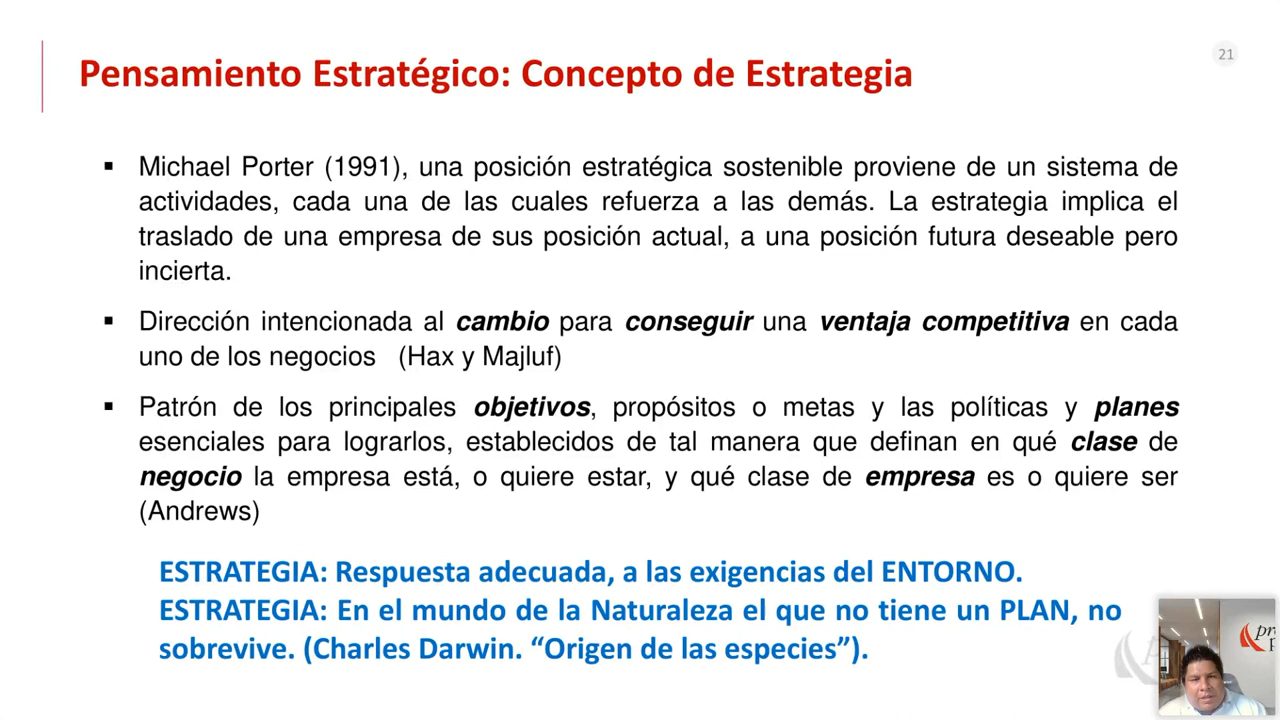 21
Pensamiento Estratégico: Concepto de Estrategia
▪ Michael Porter (1991), una posición estratégica sostenible proviene de un sistema de
actividades, cada una de las cuales refuerza a las demás. La estrategia implica el
traslado de una empresa de sus posición actual, a una posición futura deseable pero
incierta.
▪ Dirección intencionada al cambio para conseguir una ventaja competitiva en cada
uno de los negocios (Hax y Majluf)
▪ Patrón de los principales objetivos, propósitos o metas y las políticas y planes
esenciales para lograrlos, establecidos de tal manera que definan en qué clase de
negocio la empresa está, o quiere estar, y qué clase de empresa es o quiere ser
(Andrews)
ESTRATEGIA: Respuesta adecuada, a las exigencias del ENTORNO.
ESTRATEGIA: En el mundo de la Naturaleza el que no tiene un PLAN, no
sobrevive. (Charles Darwin. “Origen de las especies”).